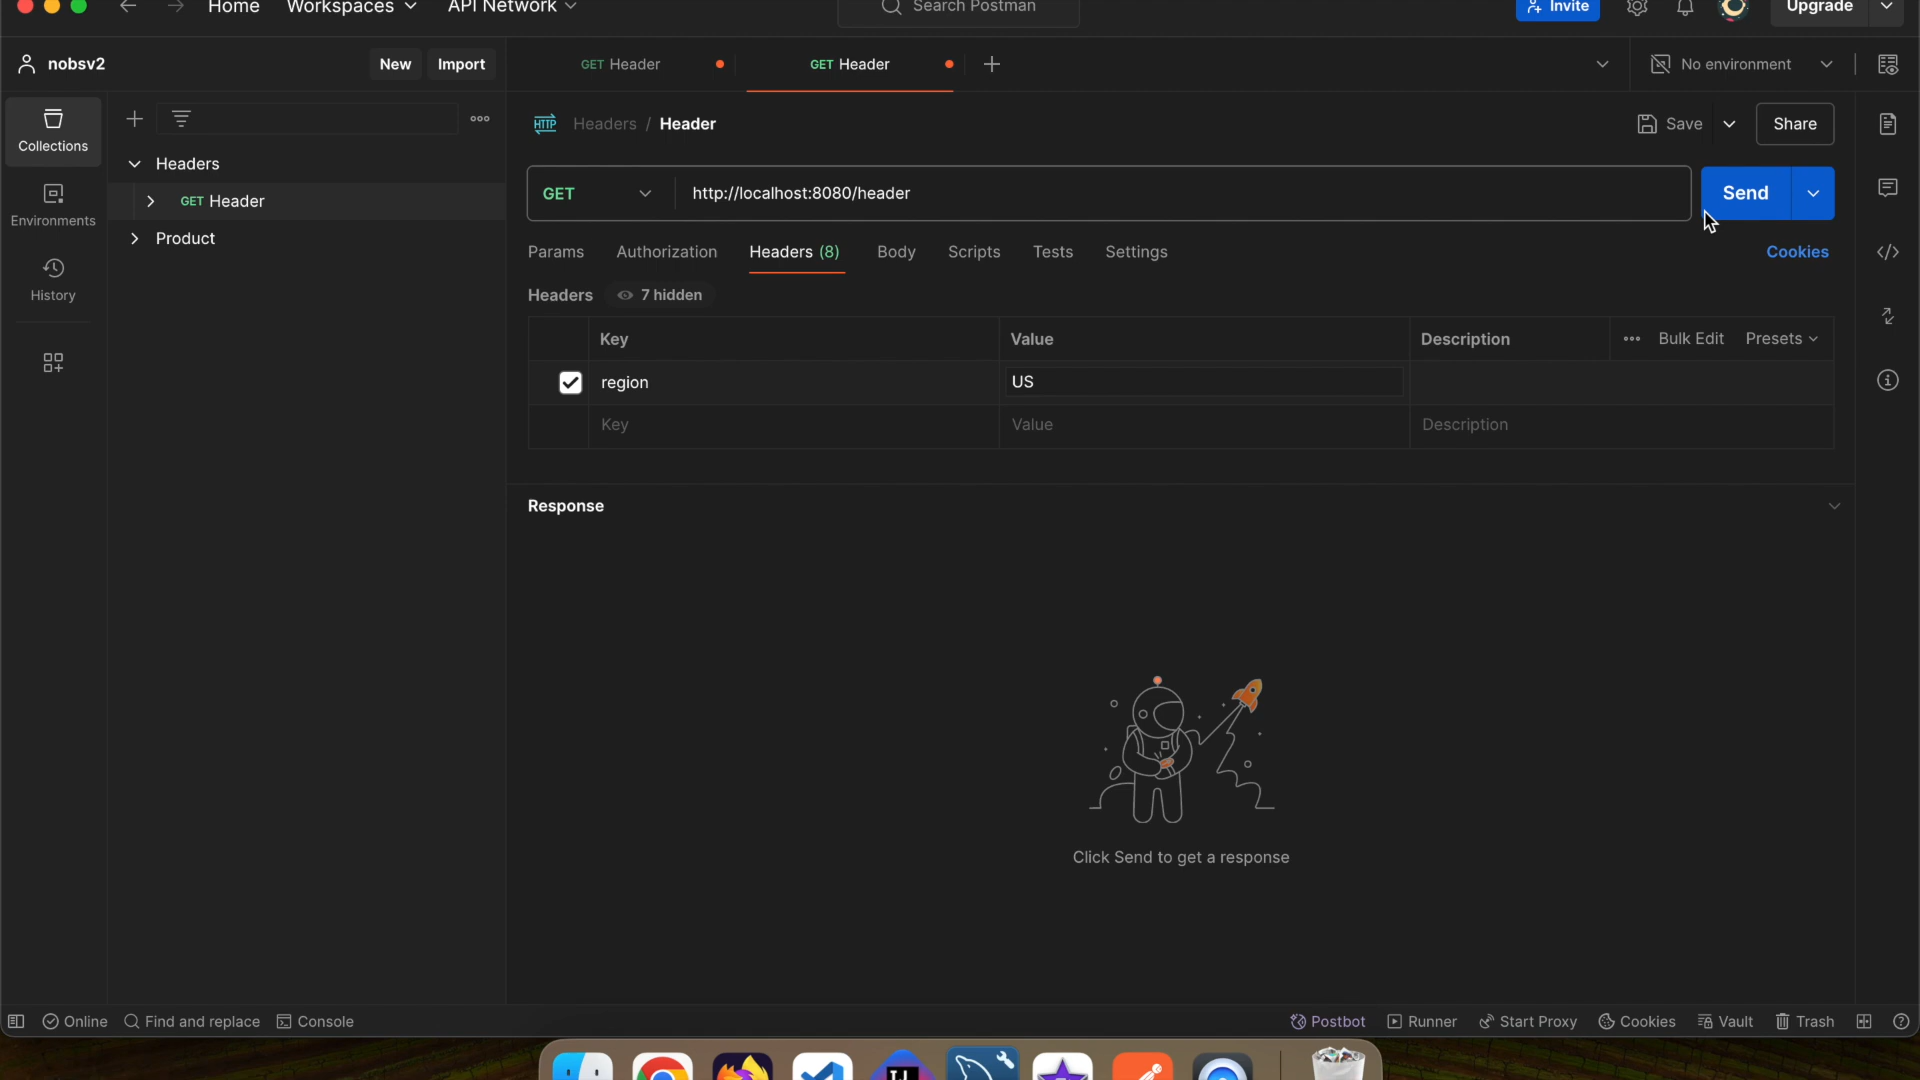 Home Workspaces API Network Search Postman Invite Upgrade
nobsv2 New Import GET Header GET Header No environment
Collections
Environments
History
Headers
GET Header
Product
HTTP Headers / Header Save Share
GET http://localhost:8080/header Send
Params Authorization Headers (8) Body Scripts Tests Settings Cookies
Headers 7 hidden
Key Value Description Bulk Edit Presets
region US
Key Value Description
Response
Click Send to get a response
Online Find and replace Console Postbot Runner Start Proxy Cookies Vault Trash
IJ